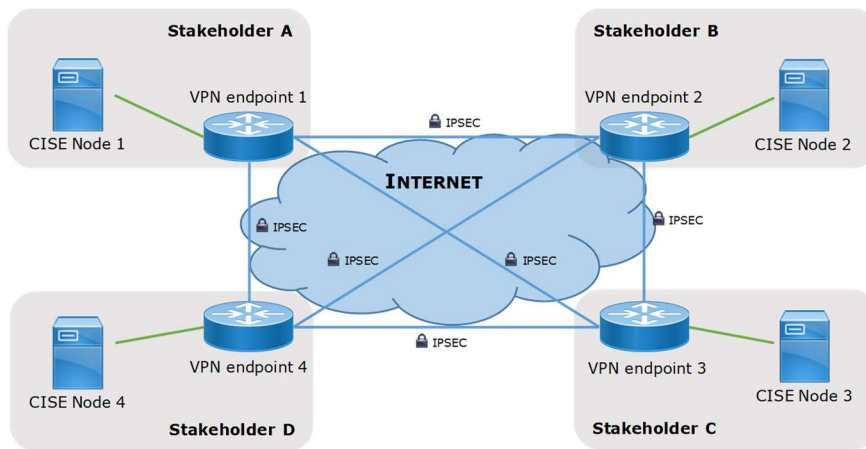 Stakeholder A
VPN endpoint 1
CISE Node 1
Stakeholder B
VPN endpoint 2
CISE Node 2
IPSEC
INTERNET
IPSEC
IPSEC
IPSEC
IPSEC
IPSEC
VPN endpoint 4
CISE Node 4
Stakeholder D
VPN endpoint 3
CISE Node 3
Stakeholder C